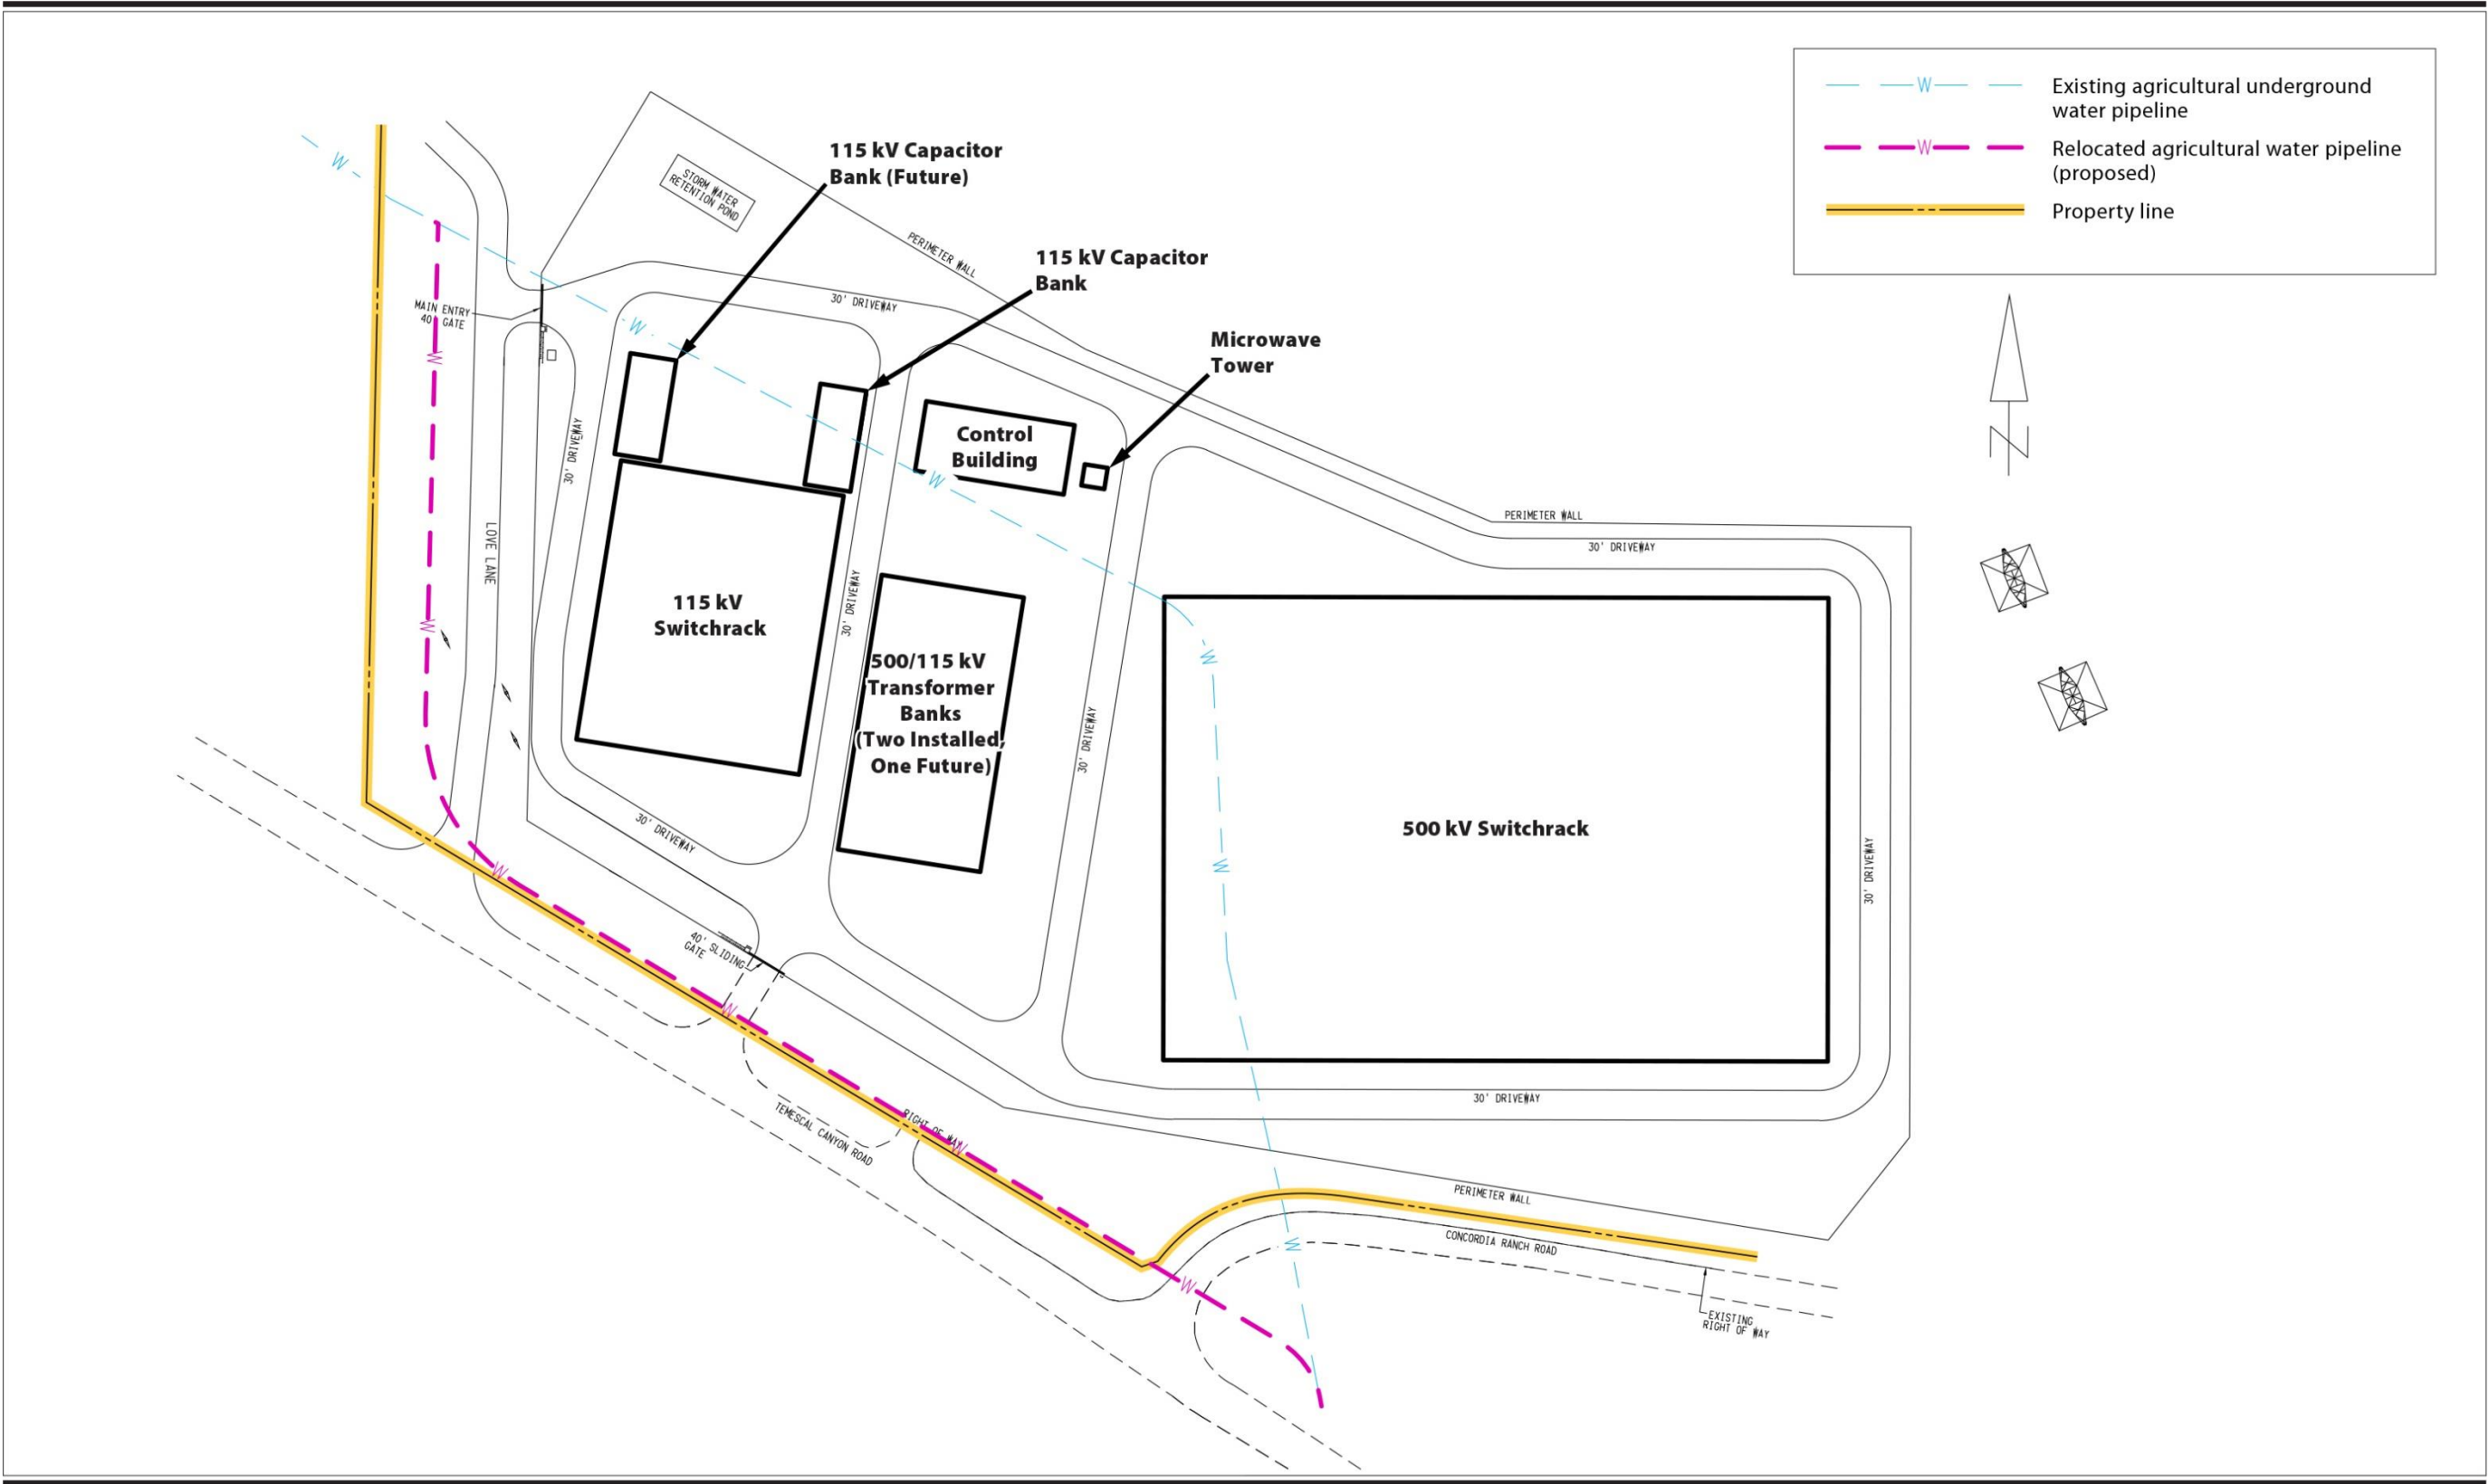 Existing agricultural underground
water pipeline
Relocated agricultural water pipeline
(proposed)
Property line
W
W
N
115 kV Capacitor
Bank (Future)
115 kV Capacitor
Bank
Microwave
Tower
STORM WATER
RETENTION POND
PERIMETER WALL
30' DRIVEWAY
MAIN ENTRY
40' GATE
W
W
W
W
W
W
W
W
W
W
W
W
Control
Building
30' DRIVEWAY
LOVE LANE
115 kV
Switchrack
30' DRIVEWAY
500/115 kV
Transformer
Banks
(Two Installed,
One Future)
30' DRIVEWAY
PERIMETER WALL
30' DRIVEWAY
500 kV Switchrack
30' DRIVEWAY
30' DRIVEWAY
30' DRIVEWAY
40' SLIDING
GATE
TEMESCAL CANYON ROAD
RIGHT OF WAY
PERIMETER WALL
CONCORDIA RANCH ROAD
EXISTING
RIGHT OF WAY